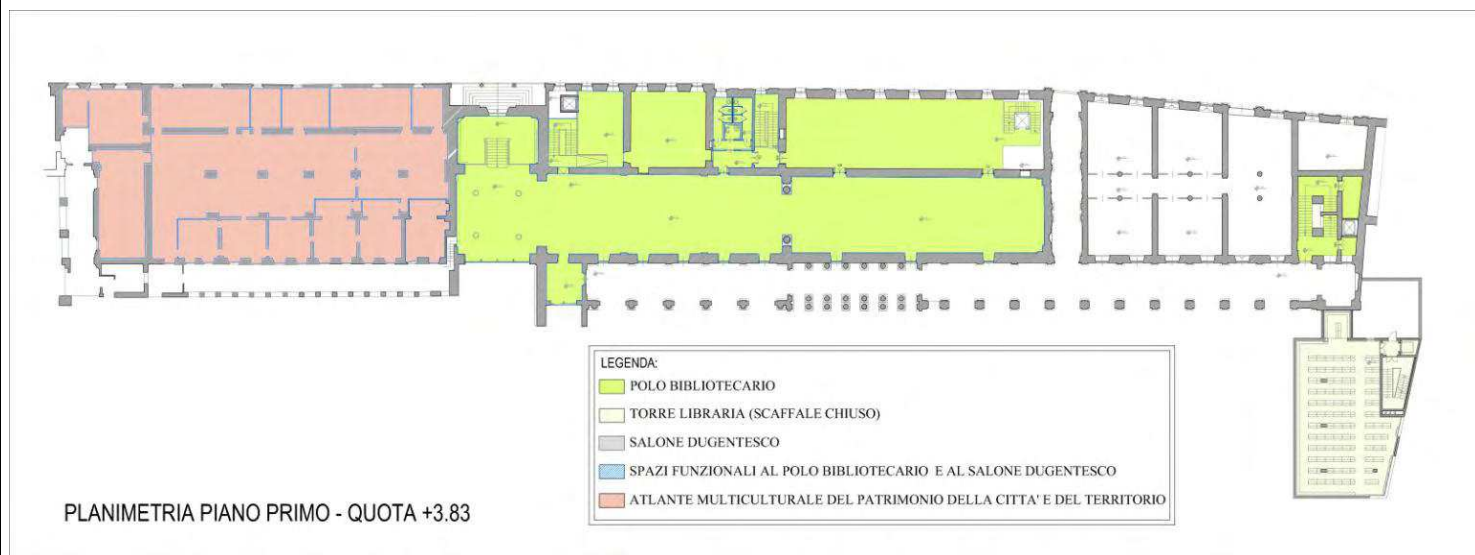 LEGENDA:
POLO BIBLIOTECARIO
TORRE LIBRARIA (SCAFFALE CHIUSO)
SALONE DUGENTESCO
SPAZI FUNZIONALI AL POLO BIBLIOTECARIO E AL SALONE DUGENTESCO
ATLANTE MULTICULTURALE DEL PATRIMONIO DELLA CITTA' E DEL TERRITORIO
PLANIMETRIA PIANO PRIMO - QUOTA +3.83